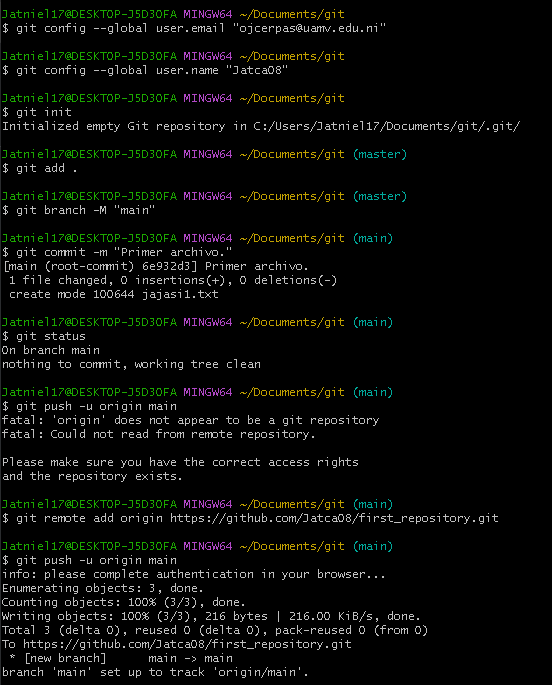 Jatniel17@DESKTOP-J5D3OFA MINGW64 ~/Documents/git
$ git config --global user.email "ojcerpas@uamv.edu.ni"
Jatniel17@DESKTOP-J5D3OFA MINGW64 ~/Documents/git
$ git config --global user.name "Jatca08"
Jatniel17@DESKTOP-J5D3OFA MINGW64 ~/Documents/git
$ git init
Initialized empty Git repository in C:/Users/Jatniel17/Documents/git/.git/
Jatniel17@DESKTOP-J5D3OFA MINGW64 ~/Documents/git (master)
$ git add .
Jatniel17@DESKTOP-J5D3OFA MINGW64 ~/Documents/git (master)
$ git branch -M "main"
Jatniel17@DESKTOP-J5D3OFA MINGW64 ~/Documents/git (main)
$ git commit -m "Primer archivo."
[main (root-commit) 6e932d3] Primer archivo.
1 file changed, 0 insertions(+), 0 deletions(-)
create mode 100644 jajasi1.txt
Jatniel17@DESKTOP-J5D3OFA MINGW64 ~/Documents/git (main)
$ git status
On branch main
nothing to commit, working tree clean
Jatniel17@DESKTOP-J5D3OFA MINGW64 ~/Documents/git (main)
$ git push -u origin main
fatal: 'origin' does not appear to be a git repository
fatal: Could not read from remote repository.
Please make sure you have the correct access rights
and the repository exists.
Jatniel17@DESKTOP-J5D3OFA MINGW64 ~/Documents/git (main)
$ git remote add origin https://github.com/Jatca08/first_repository.git
Jatniel17@DESKTOP-J5D3OFA MINGW64 ~/Documents/git (main)
$ git push -u origin main
info: please complete authentication in your browser...
Enumerating objects: 3, done.
Counting objects: 100% (3/3), done.
Writing objects: 100% (3/3), 216 bytes | 216.00 KiB/s, done.
Total 3 (delta 0), reused 0 (delta 0), pack-reused 0 (from 0)
To https://github.com/Jatca08/first_repository.git
* [new branch]      main -> main
branch 'main' set up to track 'origin/main'.